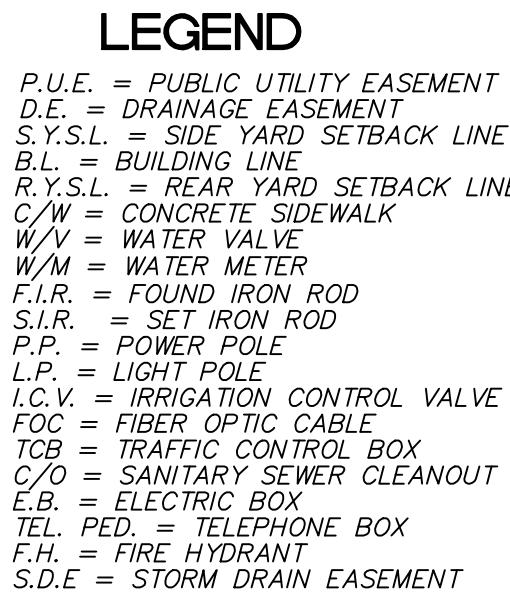 LEGEND
P.U.E. = PUBLIC UTILITY EASEMENT
D.E. = DRAINAGE EASEMENT
S.Y.S.L. = SIDE YARD SETBACK LINE
B.L. = BUILDING LINE
R.Y.S.L. = REAR YARD SETBACK LINE
C/W = CONCRETE SIDEWALK
W/V = WATER VALVE
W/M = WATER METER
F.I.R. = FOUND IRON ROD
S.I.R. = SET IRON ROD
P.P. = POWER POLE
L.P. = LIGHT POLE
I.C.V. = IRRIGATION CONTROL VALVE
FOC = FIBER OPTIC CABLE
TCB = TRAFFIC CONTROL BOX
C/O = SANITARY SEWER CLEANOUT
E.B. = ELECTRIC BOX
TEL. PED. = TELEPHONE BOX
F.H. = FIRE HYDRANT
S.D.E = STORM DRAIN EASEMENT